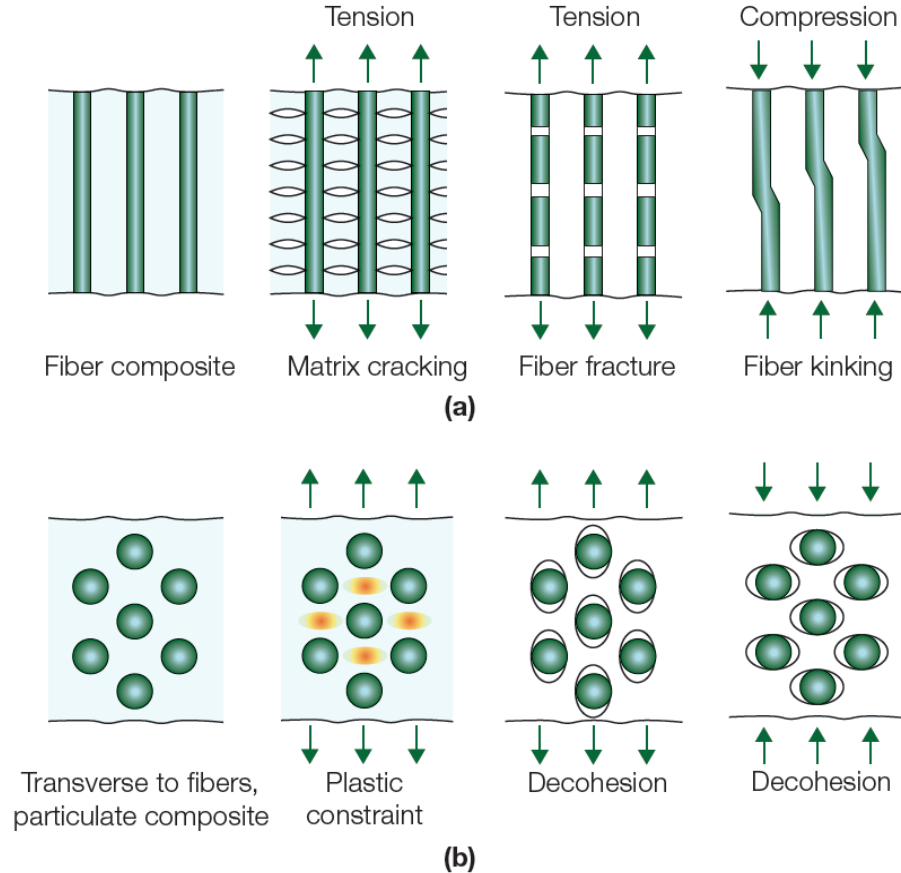 Tension
Tension
Compression
Fiber composite
Matrix cracking
Fiber fracture
Fiber kinking
(a)
Transverse to fibers,
particulate composite
Plastic
constraint
Decohesion
Decohesion
(b)